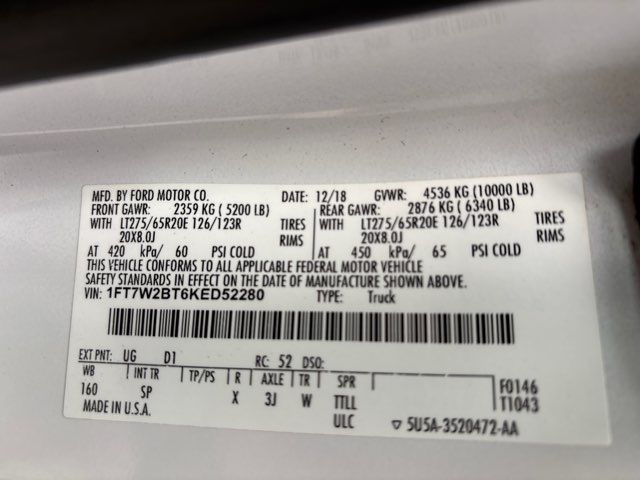 MFD. BY FORD MOTOR CO. DATE: 12/18 GVWR: 4536 KG (10000 LB)
FRONT GAWR: 2359 KG ( 5200 LB) REAR GAWR: 2876 KG ( 6340 LB)
WITH LT275/65R20E 126/123R TIRES WITH LT275/65R20E 126/123R TIRES
20X8.0J RIMS 20X8.0J RIMS
AT 420 kPa/ 60 PSI COLD AT 450 kPa/ 65 PSI COLD
THIS VEHICLE CONFORMS TO ALL APPLICABLE FEDERAL MOTOR VEHICLE
SAFETY STANDARDS IN EFFECT ON THE DATE OF MANUFACTURE SHOWN ABOVE.
VIN: 1FT7W2BT6KED52280 TYPE: Truck
EXT PNT: UG D1 RC: 52 DSO:
WB INT TR TP/PS R AXLE TR SPR F0146
160 SP X 3J W TTLL T1043
MADE IN U.S.A. ULC ▽ 5U5A-3520472-AA